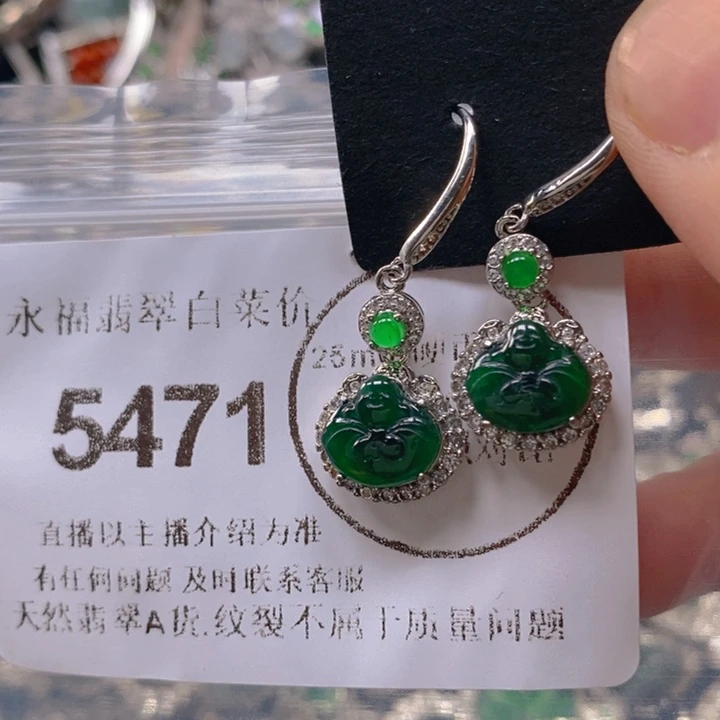 永福翡翠白菜价
25m
5471
直播以主播介绍为准
有任何问题 及时联系客服
天然翡翠A货.纹裂不属于质量问题